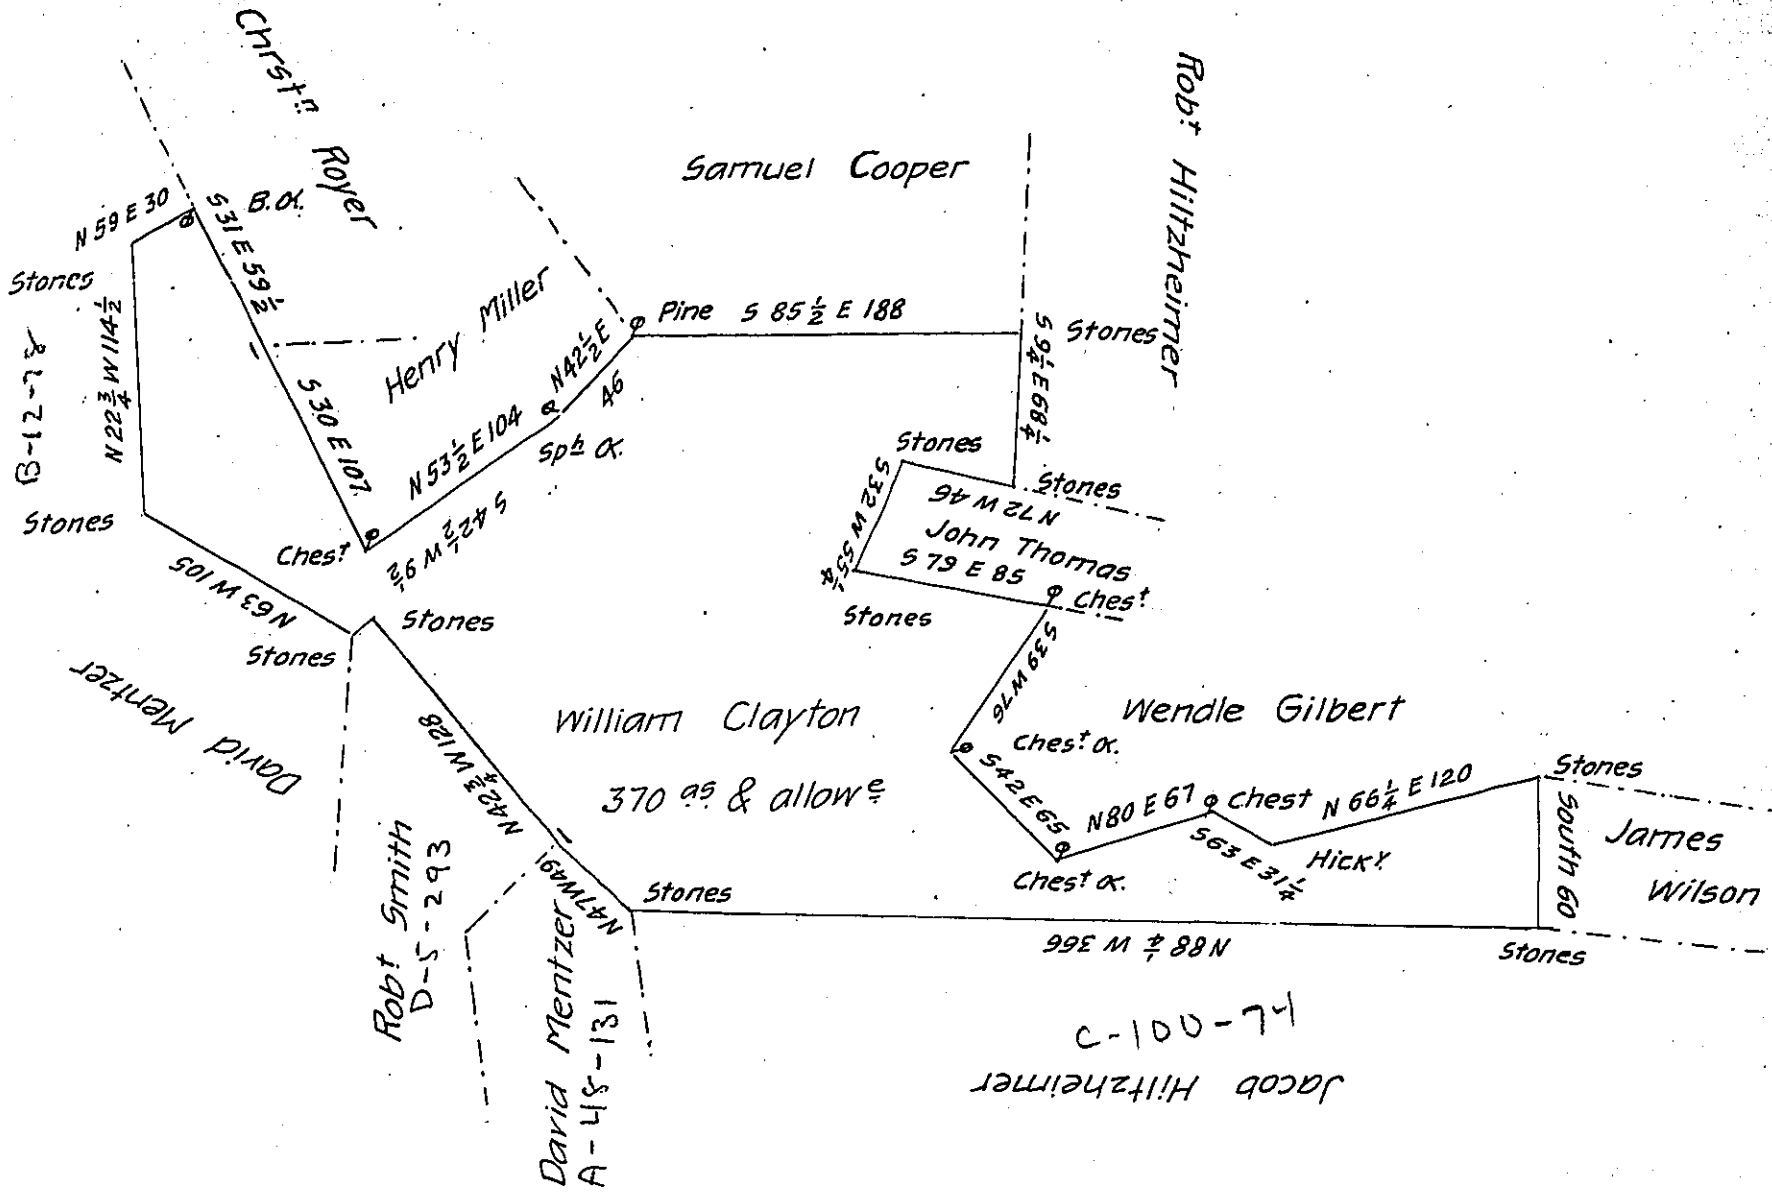 Chrstⁿ Royer
Samuel Cooper
Robᵗ Hiltzheimer
N 59 E 30
B.O.
S 31 E 59½
Stones
Henry Miller
N 42½ E
46
Pine S 85½ E 188
Stones
S 9¼ E 68¼
B-12-78
N 22¾ W 114½
S 30 E 107
N 53½ E 104
Spʰ O.
Stones
Stones
N 72 W 46
S 32 W 55¼
John Thomas
S 79 E 85
Chesᵗ
Stones
Stones
Chesᵗ
S 42½ W 9½
N 63 W 105
Stones
Stones
S 39 W 76
David Mentzer
William Clayton
370 aˢ & allowᵉ
Wendle Gilbert
Chesᵗ O.
N 42¾ W 128
S 42 E 65
N 80 E 67
Chest
N 66¼ E 120
Stones
S 63 E 31¼
Hickʸ
South 60
James
Wilson
Chesᵗ O.
Robᵗ Smith
D-5-293
N 47 W 49
Stones
N 88¼ W 366
Stones
David Mentzer
A-48-131
C-100-74
Jacob Hiltzheimer